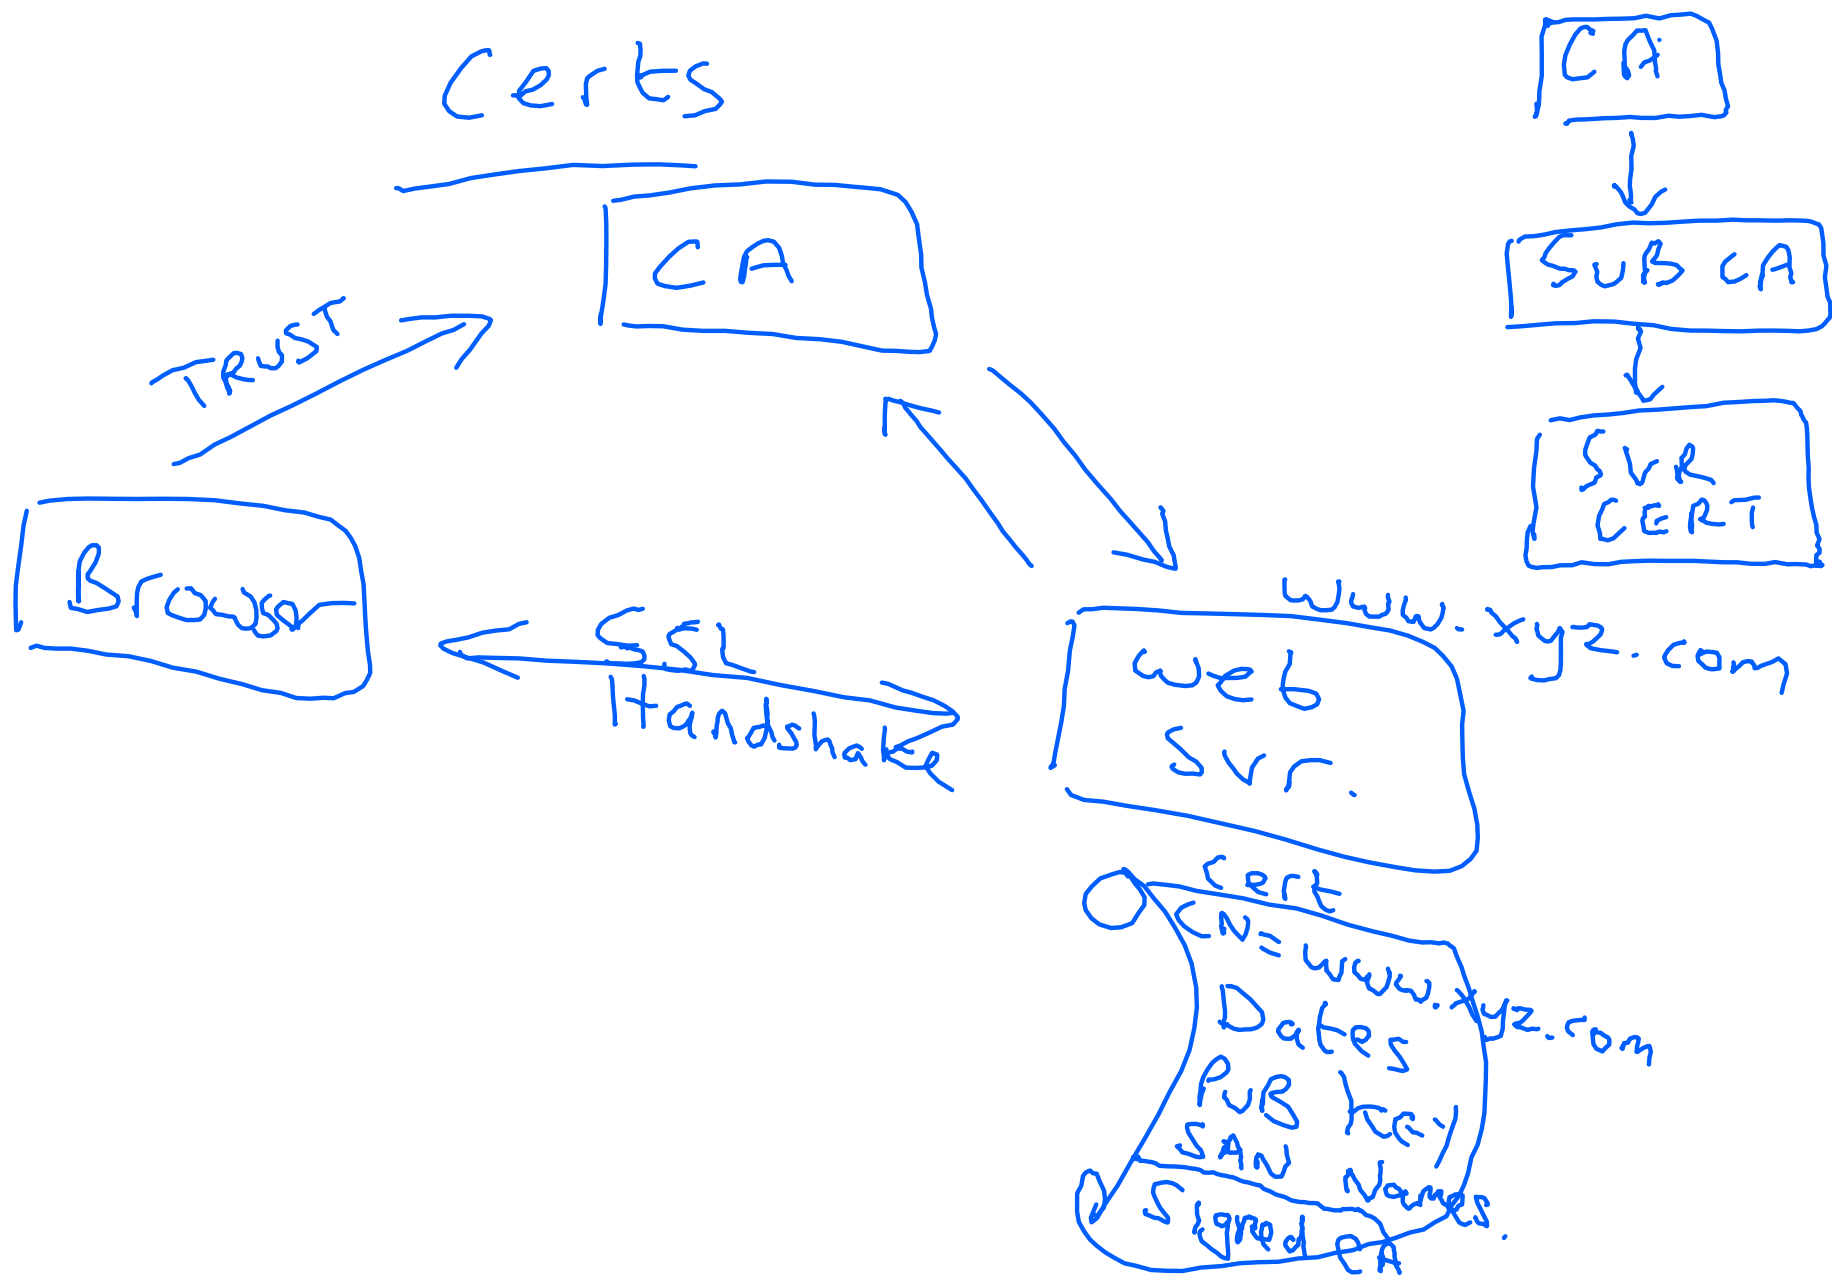 Certs
CA
TRUST
Browser
SSL
Handshake
Web
Svr.
www.xyz.com
Cert
CN=www.xyz.com
Dates
PUB KEY
SAN Names.
Signed CA
CA
SUB CA
SVR
CERT